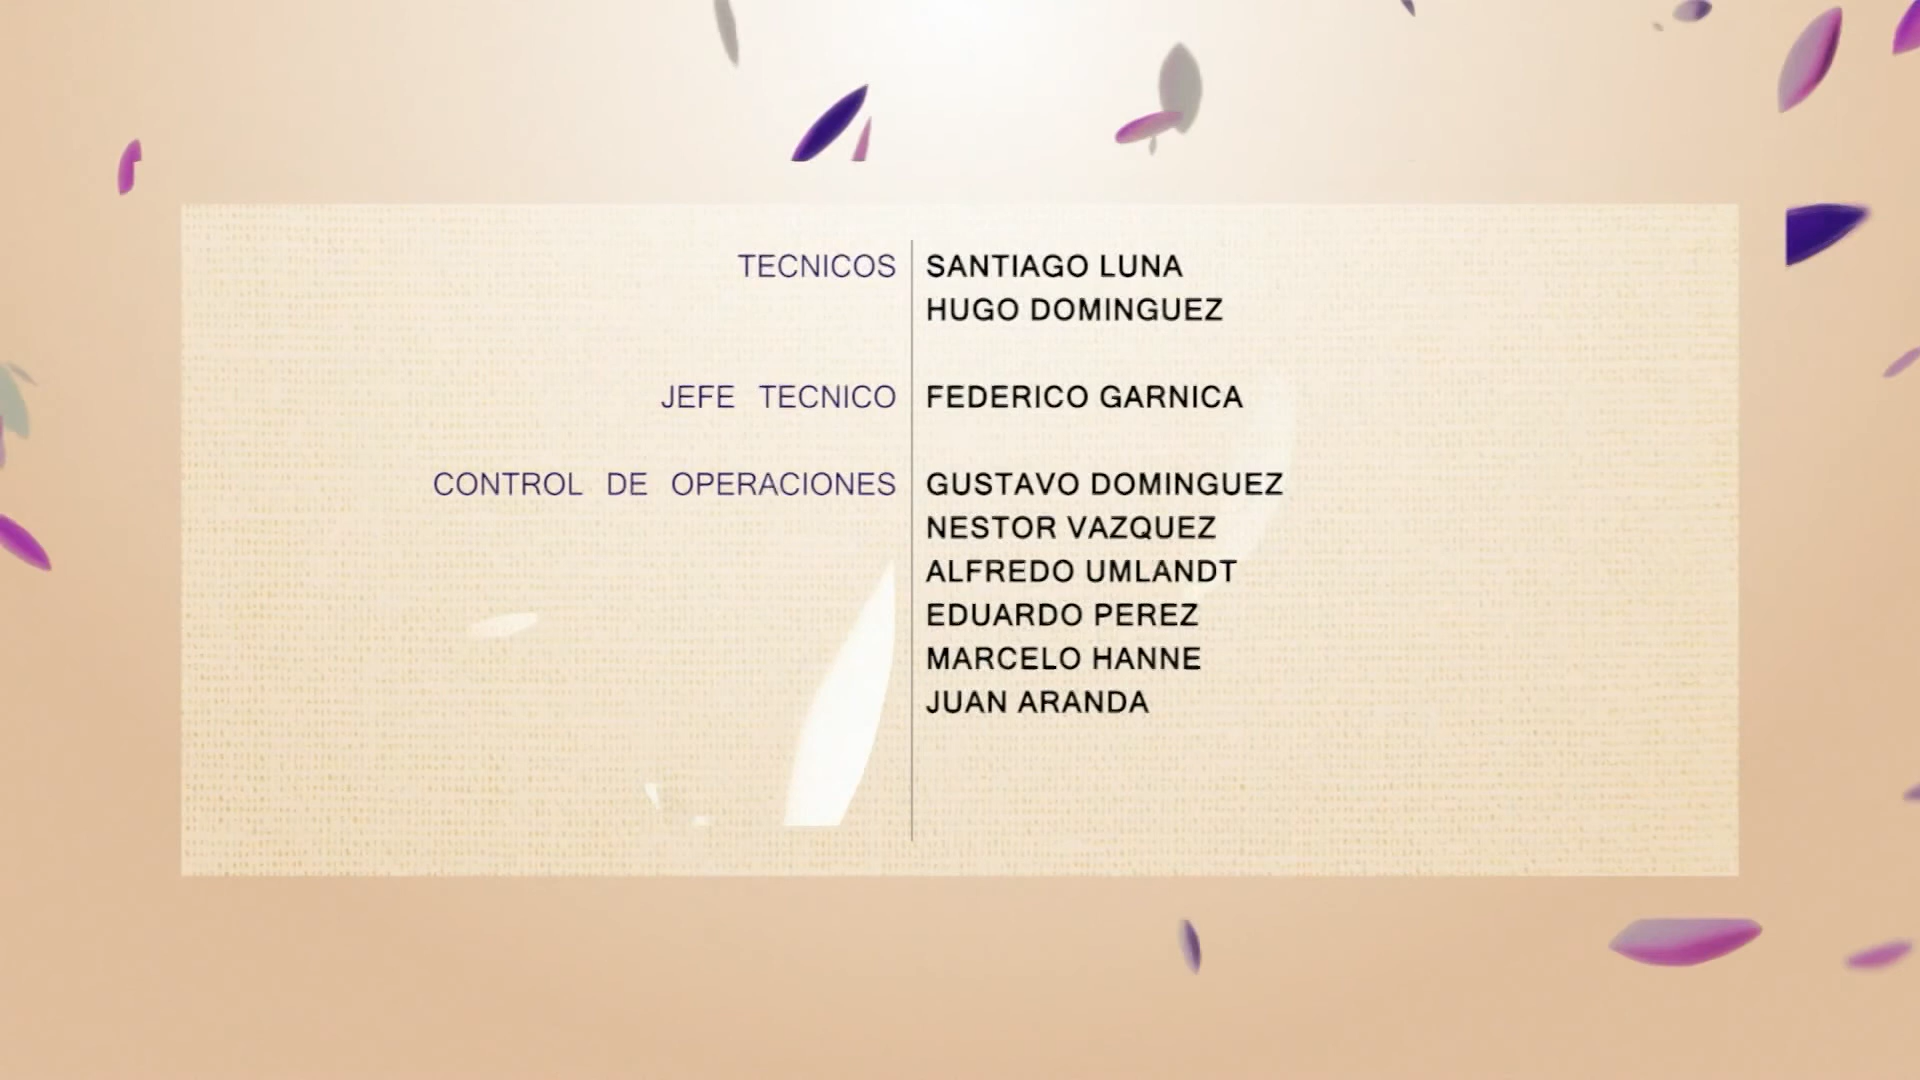 TECNICOS SANTIAGO LUNA
HUGO DOMINGUEZ
JEFE TECNICO FEDERICO GARNICA
CONTROL DE OPERACIONES GUSTAVO DOMINGUEZ
NESTOR VAZQUEZ
ALFREDO UMLANDT
EDUARDO PEREZ
MARCELO HANNE
JUAN ARANDA